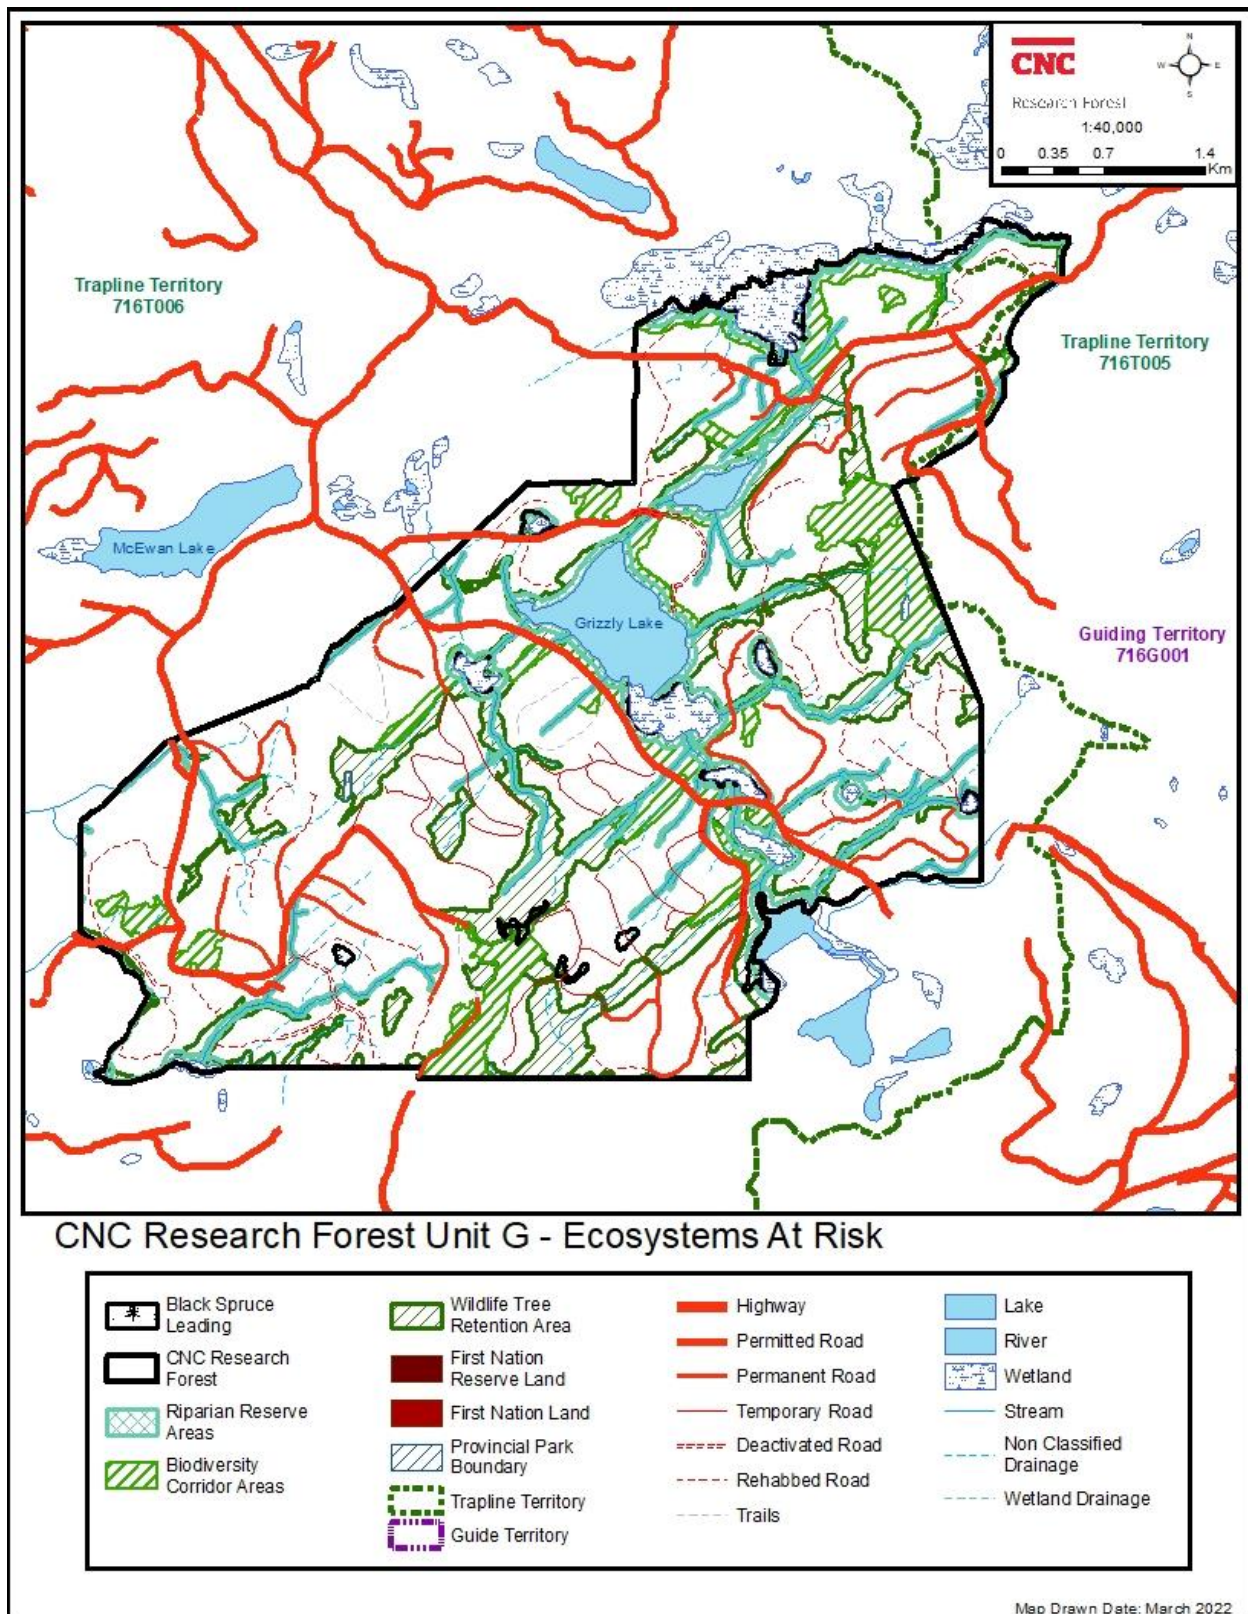 CNC
N
W
E
S
Research Forest
1:40,000
0 0.35 0.7 1.4
Km
Trapline Territory
716T006
Trapline Territory
716T005
McEwan Lake
Grizzly Lake
Guiding Territory
716G001
CNC Research Forest Unit G - Ecosystems At Risk
Black Spruce
Leading
CNC Research
Forest
Riparian Reserve
Areas
Biodiversity
Corridor Areas
Wildlife Tree
Retention Area
First Nation
Reserve Land
First Nation Land
Provincial Park
Boundary
Trapline Territory
Guide Territory
Highway
Permitted Road
Permanent Road
Temporary Road
Deactivated Road
Rehabbed Road
Trails
Lake
River
Wetland
Stream
Non Classified
Drainage
Wetland Drainage
Map Drawn Date: March 2022